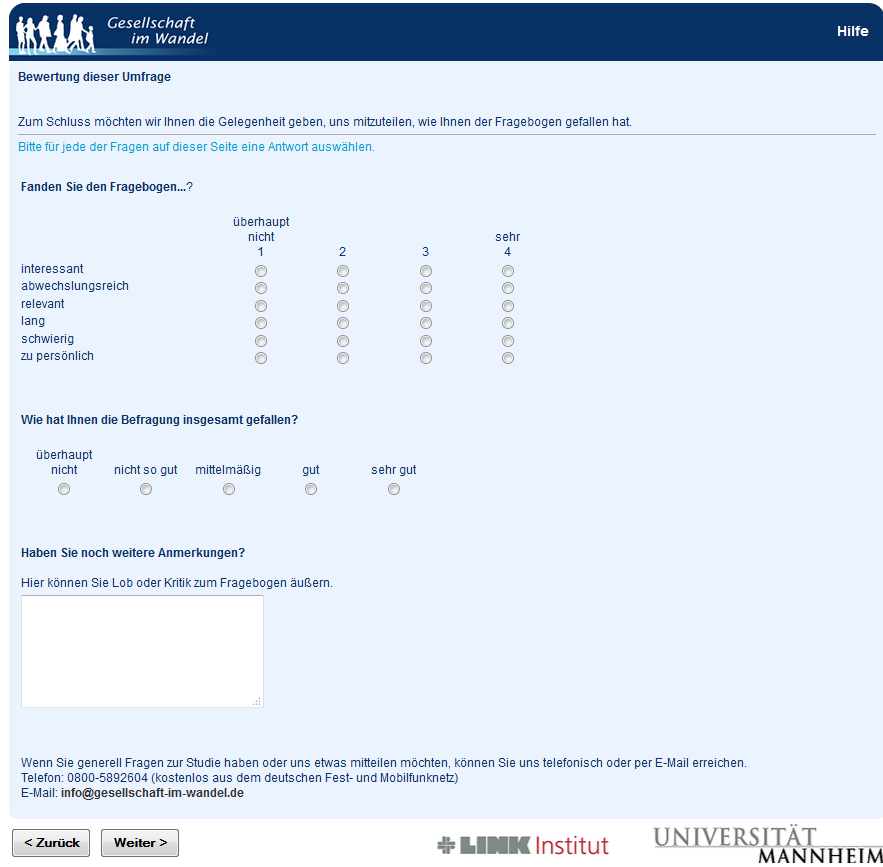 Gesellschaft
im Wandel
Hilfe
Bewertung dieser Umfrage
Zum Schluss möchten wir Ihnen die Gelegenheit geben, uns mitzuteilen, wie Ihnen der Fragebogen gefallen hat.
Bitte für jede der Fragen auf dieser Seite eine Antwort auswählen.
Fanden Sie den Fragebogen...?
überhaupt
nicht sehr
1 2 3 4
interessant
abwechslungsreich
relevant
lang
schwierig
zu persönlich
Wie hat Ihnen die Befragung insgesamt gefallen?
überhaupt
nicht nicht so gut mittelmäßig gut sehr gut
Haben Sie noch weitere Anmerkungen?
Hier können Sie Lob oder Kritik zum Fragebogen äußern.
Wenn Sie generell Fragen zur Studie haben oder uns etwas mitteilen möchten, können Sie uns telefonisch oder per E-Mail erreichen.
Telefon: 0800-5892604 (kostenlos aus dem deutschen Fest- und Mobilfunknetz)
E-Mail: info@gesellschaft-im-wandel.de
< Zurück Weiter >
LINK Institut
UNIVERSITÄT
MANNHEIM